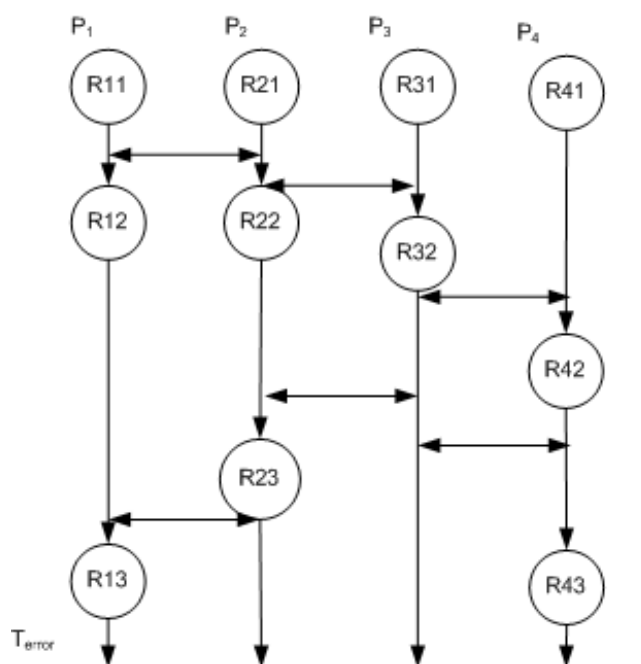 P₁ P₂ P₃ P₄
R11 R21 R31 R41
R12 R22 R32
R42
R23
R13 R43
Terror